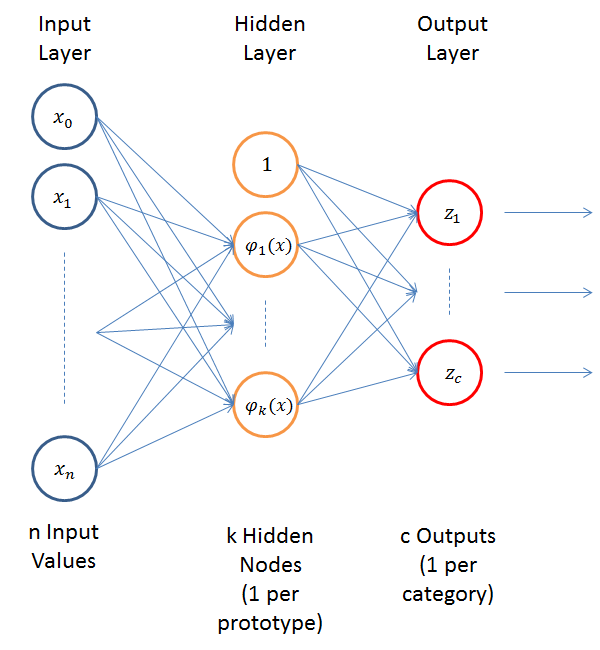 Input
Layer
Hidden
Layer
Output
Layer
x₀
x₁
xₙ
1
φ₁(x)
φₖ(x)
z₁
z_c
n Input
Values
k Hidden
Nodes
(1 per
prototype)
c Outputs
(1 per
category)